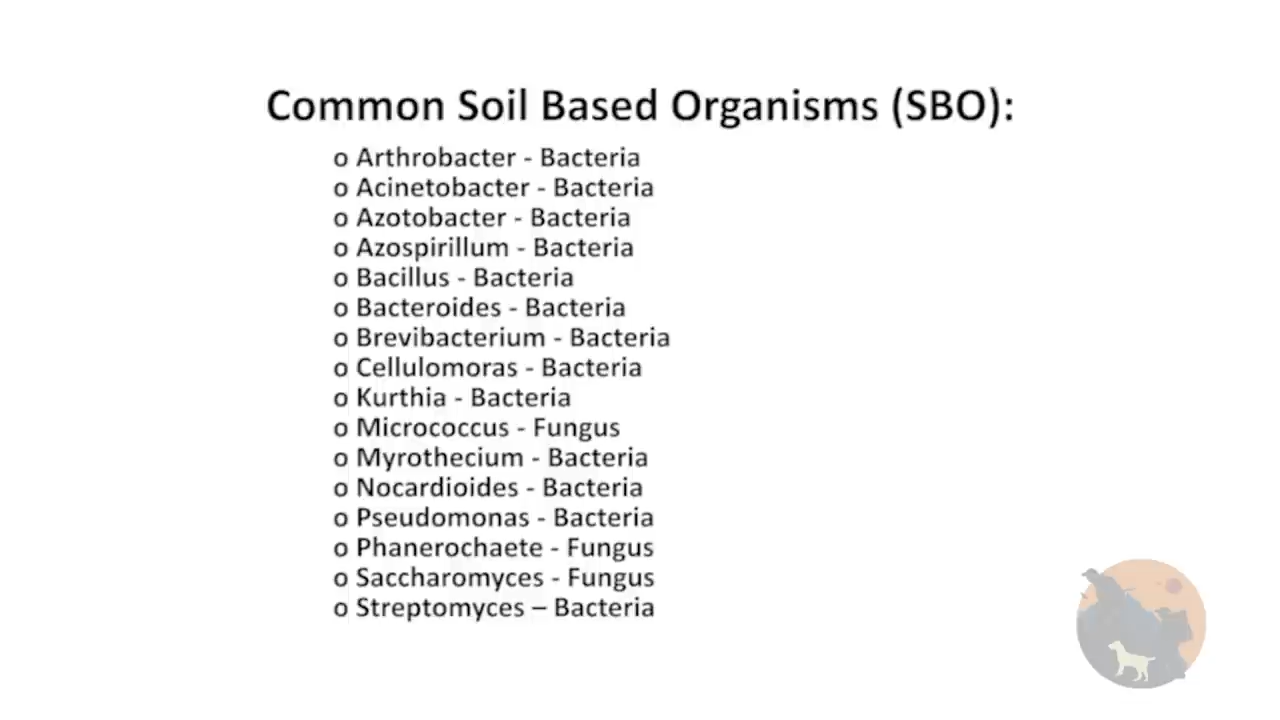 Common Soil Based Organisms (SBO):
o Arthrobacter - Bacteria
o Acinetobacter - Bacteria
o Azotobacter - Bacteria
o Azospirillum - Bacteria
o Bacillus - Bacteria
o Bacteroides - Bacteria
o Brevibacterium - Bacteria
o Cellulomoras - Bacteria
o Kurthia - Bacteria
o Micrococcus - Fungus
o Myrothecium - Bacteria
o Nocardioides - Bacteria
o Pseudomonas - Bacteria
o Phanerochaete - Fungus
o Saccharomyces - Fungus
o Streptomyces – Bacteria